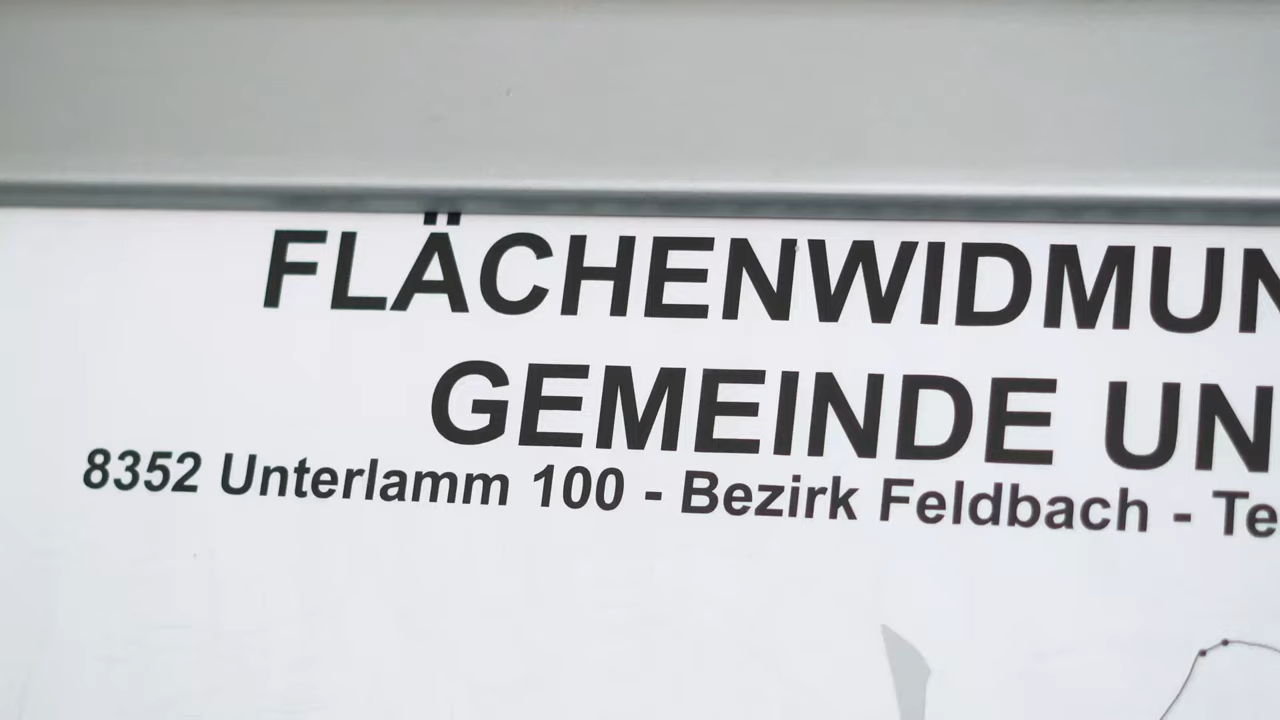 FLÄCHENWIDMUN
GEMEINDE UN
8352 Unterlamm 100 - Bezirk Feldbach - Te